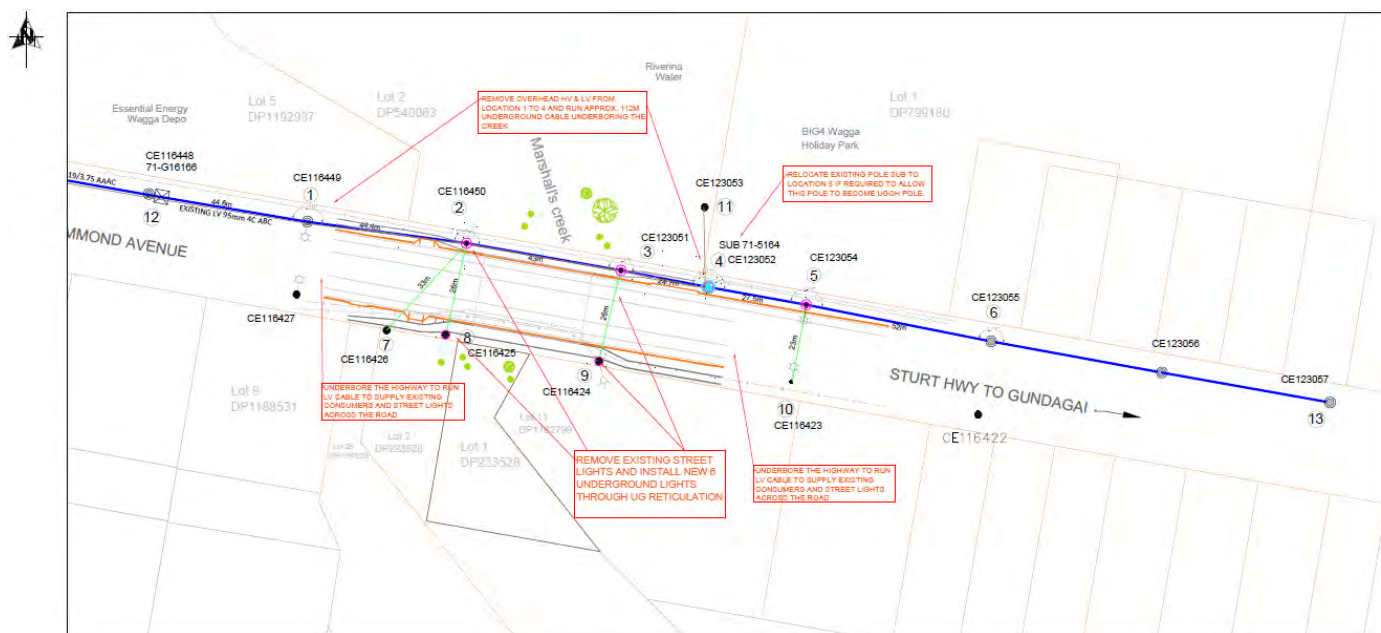 N
Riverina
Water
Essential Energy
Wagga Depo
Lot 5
DP1192937
Lot 2
DP540063
REMOVE OVERHEAD HV & LV FROM
LOCATION 1 TO 4 AND RUN APPROX. 112M
UNDERGROUND CABLE UNDERBORING THE
CREEK
Lot 1
BIG4 Wagga
Holiday Park
CE116448
71-G16166
CE116449
1
CE116450
2
Marshall's creek
CE123053
11
RELOCATE EXISTING POLE SUB TO
LOCATION 5 IF REQUIRED TO ALLOW
THIS POLE TO BECOME UGOH POLE.
19/3.75 AAAC
44.6m
12
EXISTING LV 95mm 4C ABC
MMOND AVENUE
43m
CE123051
3
SUB 71-5164
4
CE123052
CE123054
5
CE123055
6
33m
26m
26m
27.5m
52m
23m
CE123056
CE123057
13
CE116427
7
CE116426
8
CE116425
9
CE116424
10
CE116423
STURT HWY TO GUNDAGAI
CE116422
UNDERBORE THE HIGHWAY TO RUN
LV CABLE TO SUPPLY EXISTING
CONSUMERS AND STREET LIGHTS
ACROSS THE ROAD
DP1188531
Lot 2
DP233528
Lot 1
DP233528
REMOVE EXISTING STREET
LIGHTS AND INSTALL NEW 6
UNDERGROUND LIGHTS
THROUGH UG RETICULATION
UNDERBORE THE HIGHWAY TO RUN
LV CABLE TO SUPPLY EXISTING
CONSUMERS AND STREET LIGHTS
ACROSS THE ROAD